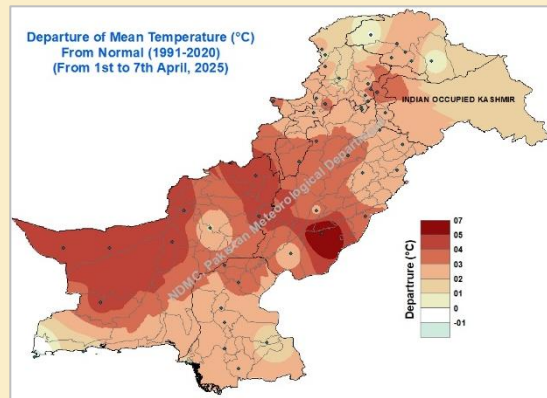 Departure of Mean Temperature (°C)
From Normal (1991-2020)
(From 1st to 7th April, 2025)
INDIAN OCCUPIED KASHMIR
NDMC, Pakistan Meteorological Department
Deparrture (°C)
07
05
04
03
02
01
0
-01